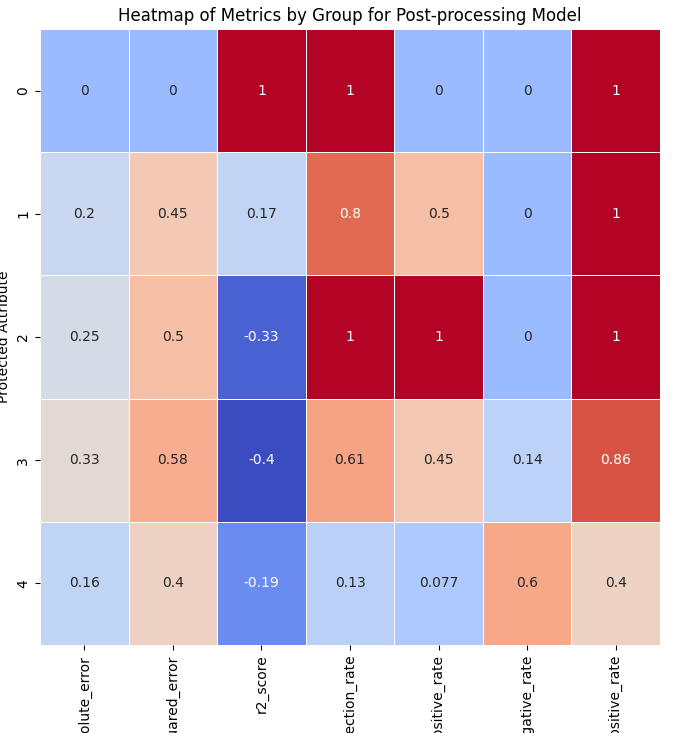 Heatmap of Metrics by Group for Post-processing Model
Protected Attribute
0 0 0 1 1 0 0 1
1 0.2 0.45 0.17 0.8 0.5 0 1
2 0.25 0.5 -0.33 1 1 0 1
3 0.33 0.58 -0.4 0.61 0.45 0.14 0.86
4 0.16 0.4 -0.19 0.13 0.077 0.6 0.4
olute_error
uared_error
r2_score
ection_rate
ositive_rate
gative_rate
ositive_rate